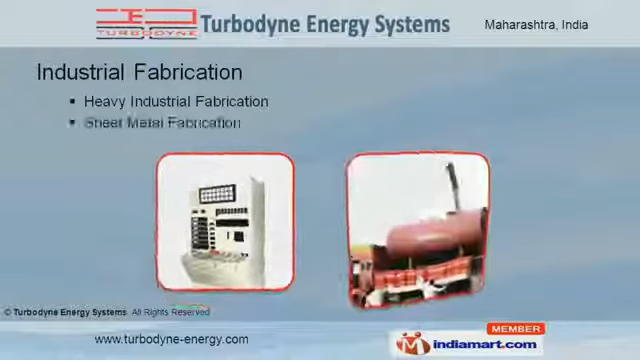 TURBODYNE
Turbodyne Energy Systems
Maharashtra, India
Industrial Fabrication
▪ Heavy Industrial Fabrication
▪ Sheet Metal Fabrication
© Turbodyne Energy Systems. All Rights Reserved
www.turbodyne-energy.com
MEMBER
indiamart.com